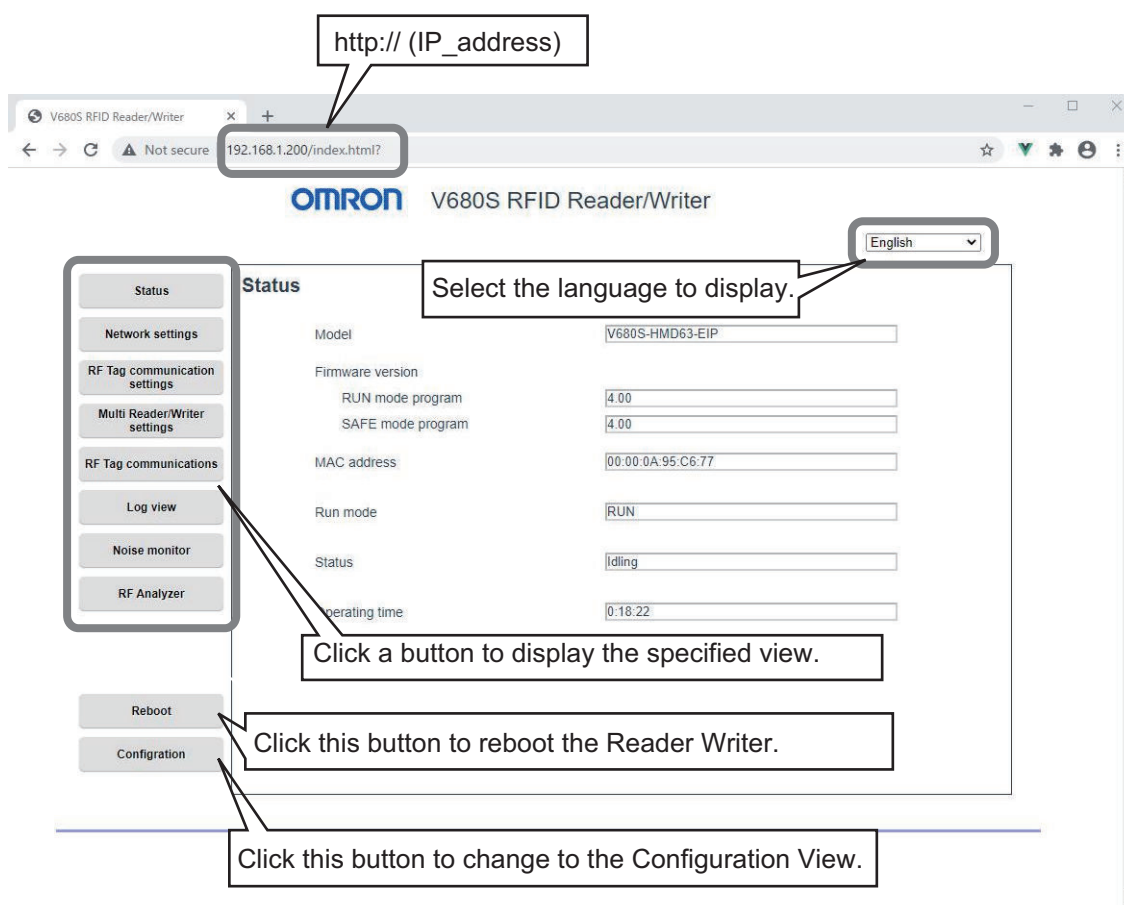 http:// (IP_address)
V680S RFID Reader/Writer
Not secure
192.168.1.200/index.html?
OMRON V680S RFID Reader/Writer
English
Select the language to display.
Status
Network settings
RF Tag communication
settings
Multi Reader/Writer
settings
RF Tag communications
Log view
Noise monitor
RF Analyzer
Status
Model V680S-HMD63-EIP
Firmware version
RUN mode program 4.00
SAFE mode program 4.00
MAC address 00:00:0A:95:C6:77
Run mode RUN
Status Idling
Operating time 0:18:22
Click a button to display the specified view.
Reboot
Click this button to reboot the Reader Writer.
Configration
Click this button to change to the Configuration View.